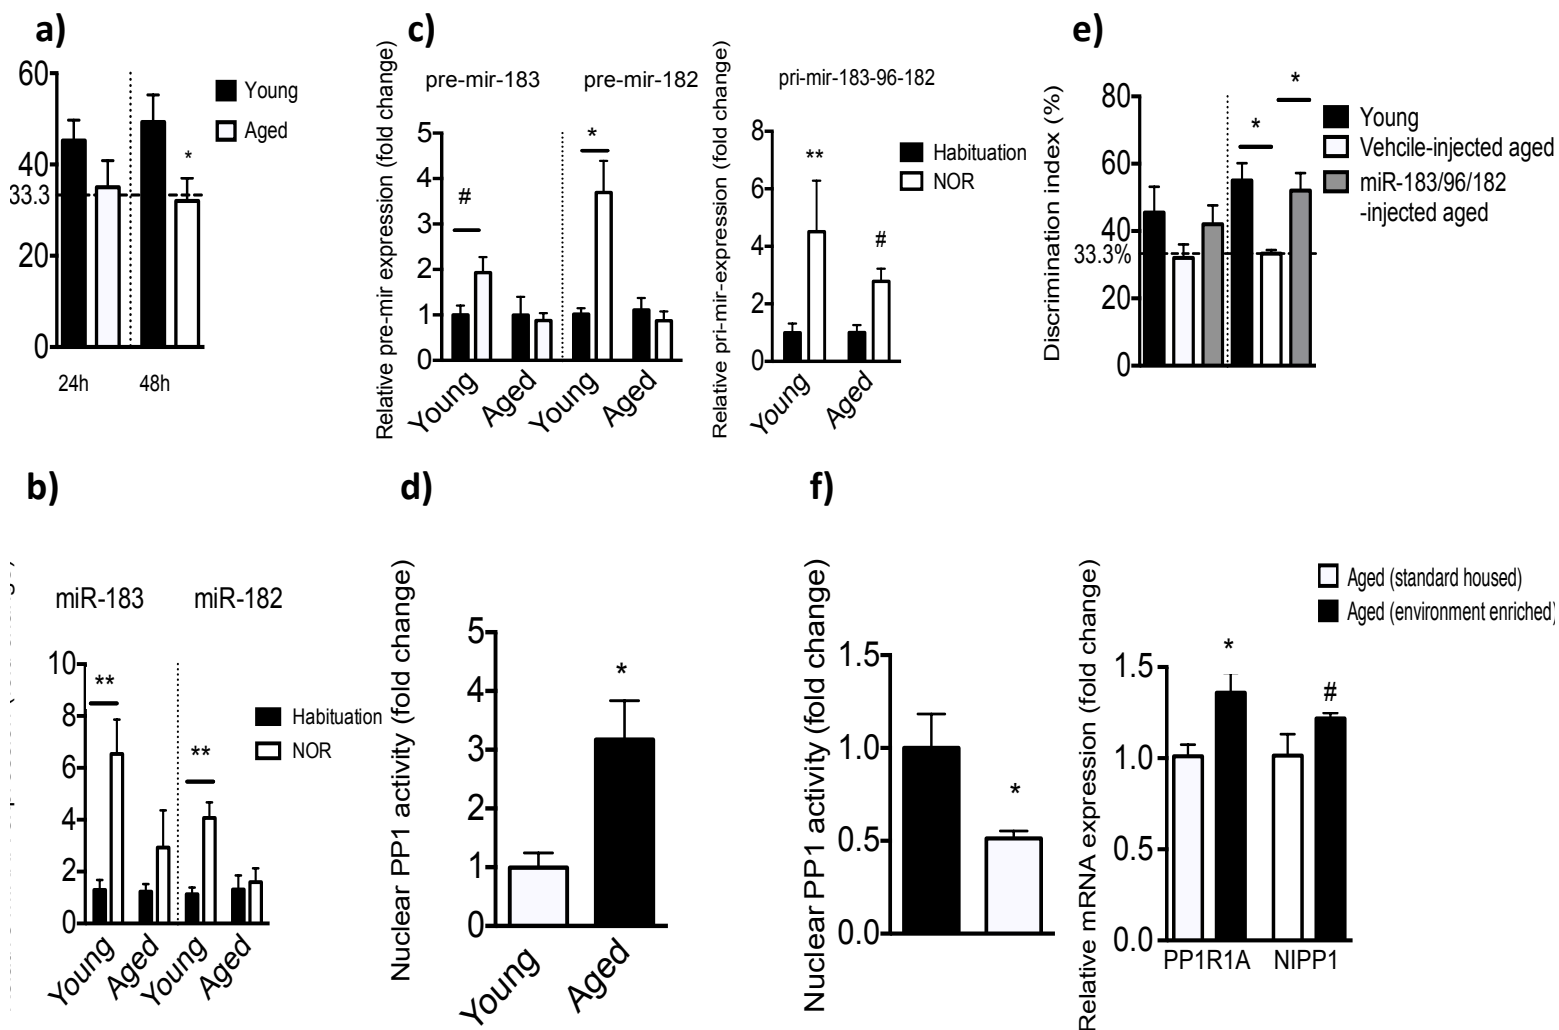 a)
60
40
33.3
20
0
24h
48h
Young
Aged
*
c)
Relative pre-mir expression (fold change)
pre-mir-183
pre-mir-182
5
4
3
2
1
0
#
*
Young
Aged
Young
Aged
Relative pri-mir-expression (fold change)
pri-mir-183-96-182
8
6
4
2
0
**
#
Young
Aged
Habituation
NOR
e)
Discrimination index (%)
80
60
40
33.3%
20
0
*
*
Young
Vehcile-injected aged
miR-183/96/182
-injected aged
b)
miR-183
miR-182
10
8
6
4
2
0
**
**
Young
Aged
Young
Aged
Habituation
NOR
d)
Nuclear PP1 activity (fold change)
5
4
3
2
1
0
*
Young
Aged
f)
Nuclear PP1 activity (fold change)
1.5
1.0
0.5
0.0
*
Relative mRNA expression (fold change)
1.5
1.0
0.5
0.0
*
#
PP1R1A
NIPP1
Aged (standard housed)
Aged (environment enriched)